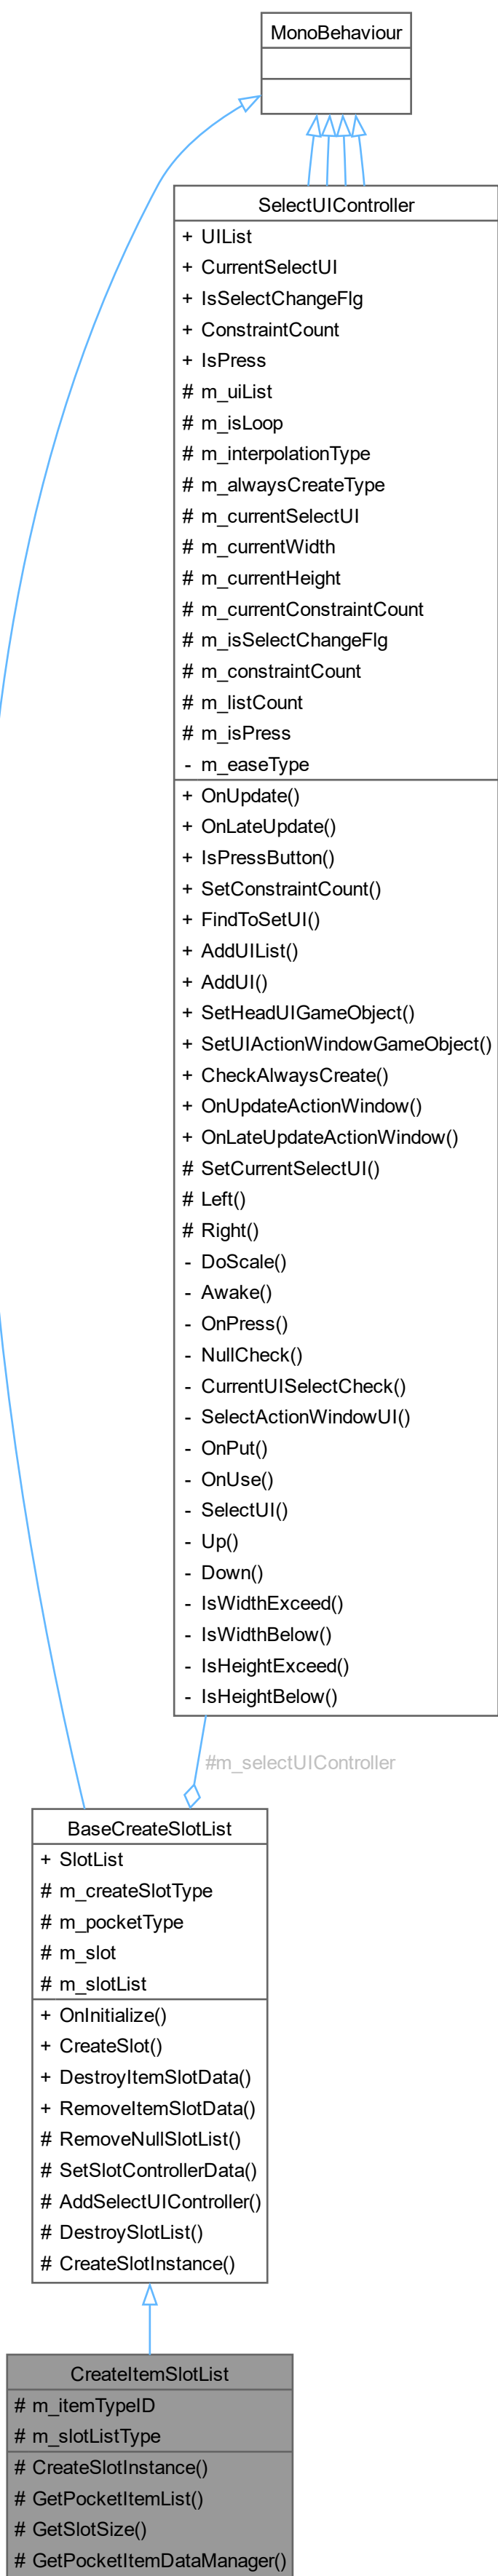 MonoBehaviour
SelectUIController
+ UIList
+ CurrentSelectUI
+ IsSelectChangeFlg
+ ConstraintCount
+ IsPress
# m_uiList
# m_isLoop
# m_interpolationType
# m_alwaysCreateType
# m_currentSelectUI
# m_currentWidth
# m_currentHeight
# m_currentConstraintCount
# m_isSelectChangeFlg
# m_constraintCount
# m_listCount
# m_isPress
- m_easeType
+ OnUpdate()
+ OnLateUpdate()
+ IsPressButton()
+ SetConstraintCount()
+ FindToSetUI()
+ AddUIList()
+ AddUI()
+ SetHeadUIGameObject()
+ SetUIActionWindowGameObject()
+ CheckAlwaysCreate()
+ OnUpdateActionWindow()
+ OnLateUpdateActionWindow()
# SetCurrentSelectUI()
# Left()
# Right()
- DoScale()
- Awake()
- OnPress()
- NullCheck()
- CurrentUISelectCheck()
- SelectActionWindowUI()
- OnPut()
- OnUse()
- SelectUI()
- Up()
- Down()
- IsWidthExceed()
- IsWidthBelow()
- IsHeightExceed()
- IsHeightBelow()
#m_selectUIController
BaseCreateSlotList
+ SlotList
# m_createSlotType
# m_pocketType
# m_slot
# m_slotList
+ OnInitialize()
+ CreateSlot()
+ DestroyItemSlotData()
+ RemoveItemSlotData()
# RemoveNullSlotList()
# SetSlotControllerData()
# AddSelectUIController()
# DestroySlotList()
# CreateSlotInstance()
CreateItemSlotList
# m_itemTypeID
# m_slotListType
# CreateSlotInstance()
# GetPocketItemList()
# GetSlotSize()
# GetPocketItemDataManager()